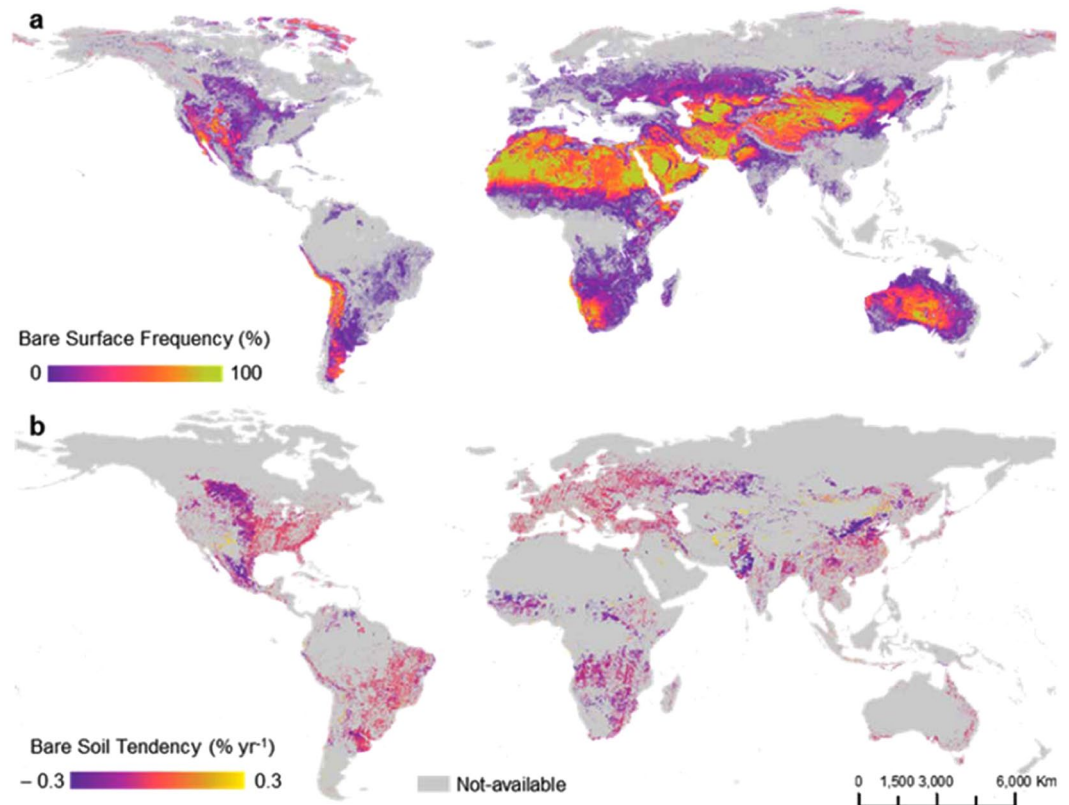 a
Bare Surface Frequency (%)
0 100
b
Bare Soil Tendency (% yr-1)
– 0.3 0.3
Not-available
0 1,500 3,000 6,000 Km